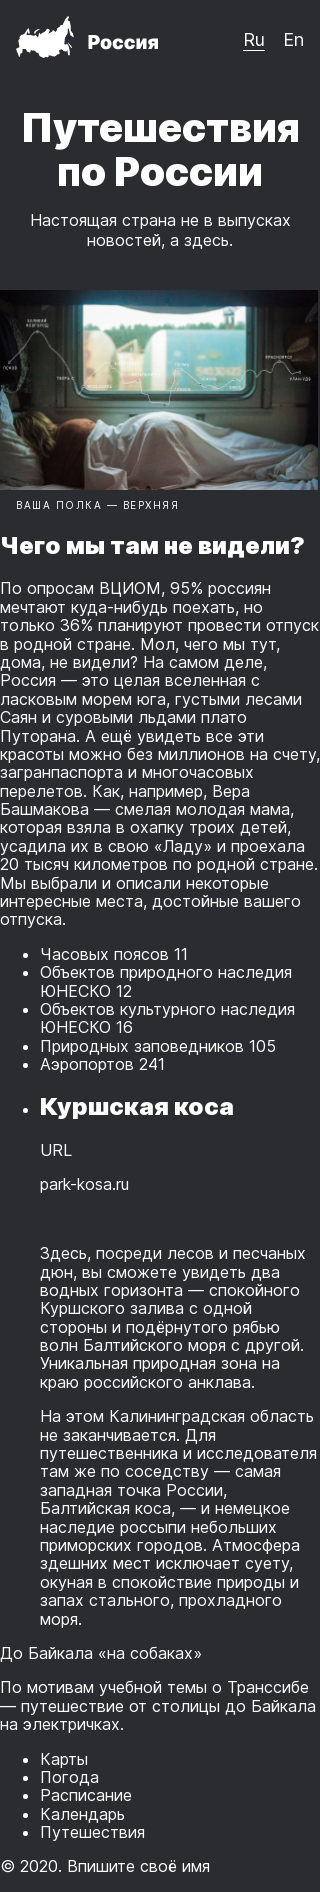 Россия
Ru En
Путешествия
по России
Настоящая страна не в выпусках
новостей, а здесь.
ВАША ПОЛКА — ВЕРХНЯЯ
Чего мы там не видели?
По опросам ВЦИОМ, 95% россиян
мечтают куда-нибудь поехать, но
только 36% планируют провести отпуск
в родной стране. Мол, чего мы тут,
дома, не видели? На самом деле,
Россия — это целая вселенная с
ласковым морем юга, густыми лесами
Саян и суровыми льдами плато
Путорана. А ещё увидеть все эти
красоты можно без миллионов на счету,
загранпаспорта и многочасовых
перелетов. Как, например, Вера
Башмакова — смелая молодая мама,
которая взяла в охапку троих детей,
усадила их в свою «Ладу» и проехала
20 тысяч километров по родной стране.
Мы выбрали и описали некоторые
интересные места, достойные вашего
отпуска.
• Часовых поясов 11
• Объектов природного наследия
ЮНЕСКО 12
• Объектов культурного наследия
ЮНЕСКО 16
• Природных заповедников 105
• Аэропортов 241
• Куршская коса
URL
park-kosa.ru
Здесь, посреди лесов и песчаных
дюн, вы сможете увидеть два
водных горизонта — спокойного
Куршского залива с одной
стороны и подёрнутого рябью
волн Балтийского моря с другой.
Уникальная природная зона на
краю российского анклава.
На этом Калининградская область
не заканчивается. Для
путешественника и исследователя
там же по соседству — самая
западная точка России,
Балтийская коса, — и немецкое
наследие россыпи небольших
приморских городов. Атмосфера
здешних мест исключает суету,
окуная в спокойствие природы и
запах стального, прохладного
моря.
До Байкала «на собаках»
По мотивам учебной темы о Транссибе
— путешествие от столицы до Байкала
на электричках.
• Карты
• Погода
• Расписание
• Календарь
• Путешествия
© 2020. Впишите своё имя